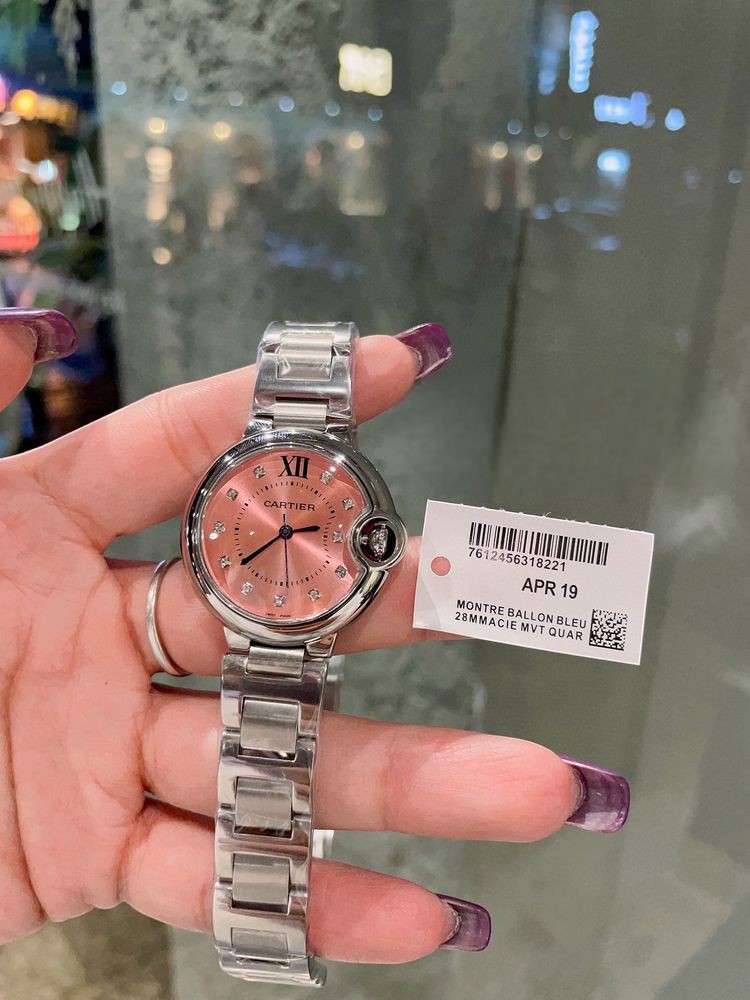 XII
CARTIER
7612456318221
APR 19
MONTRE BALLON BLEU
28MMACIE MVT QUAR